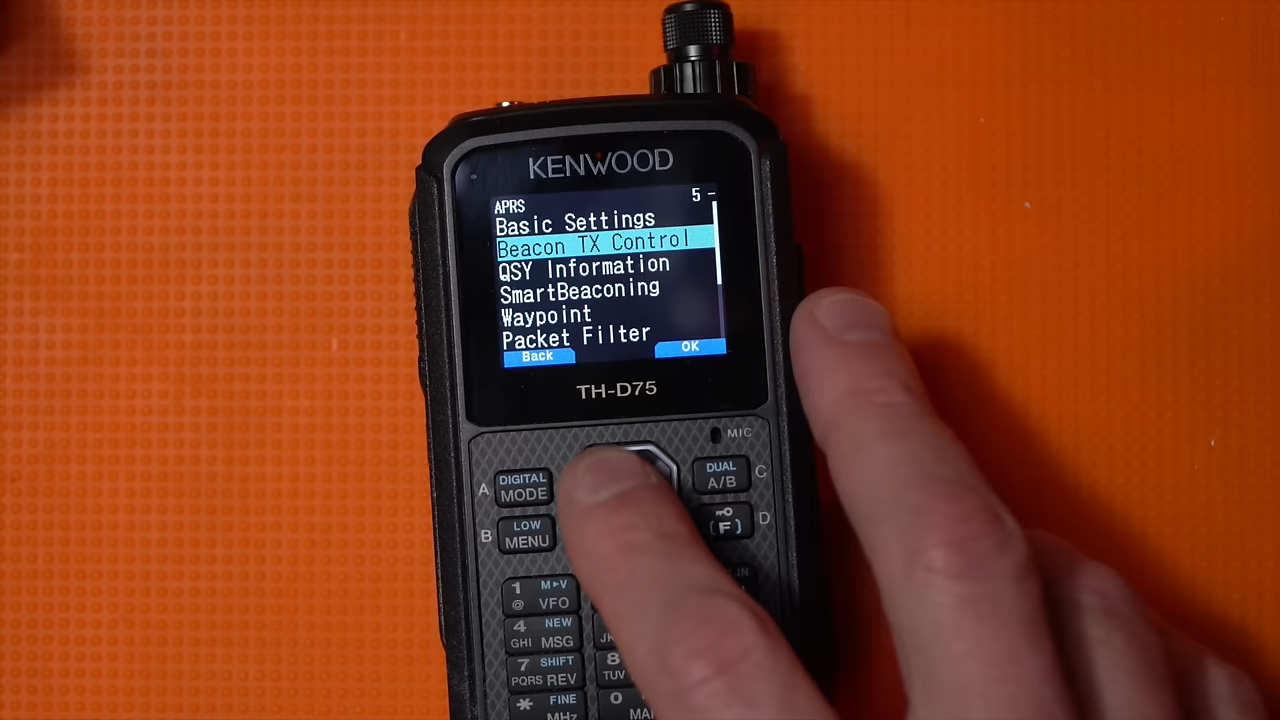 KENWOOD
APRS 5 -
Basic Settings
Beacon TX Control
QSY Information
SmartBeaconing
Waypoint
Packet Filter
Back OK
TH-D75
MIC
A DIGITAL MODE
DUAL A/B C
B LOW MENU
(F) D
1 M►V
@ VFO
4 NEW
GHI MSG
7 SHIFT 8
PQRS REV TUV
* FINE 0
MHz